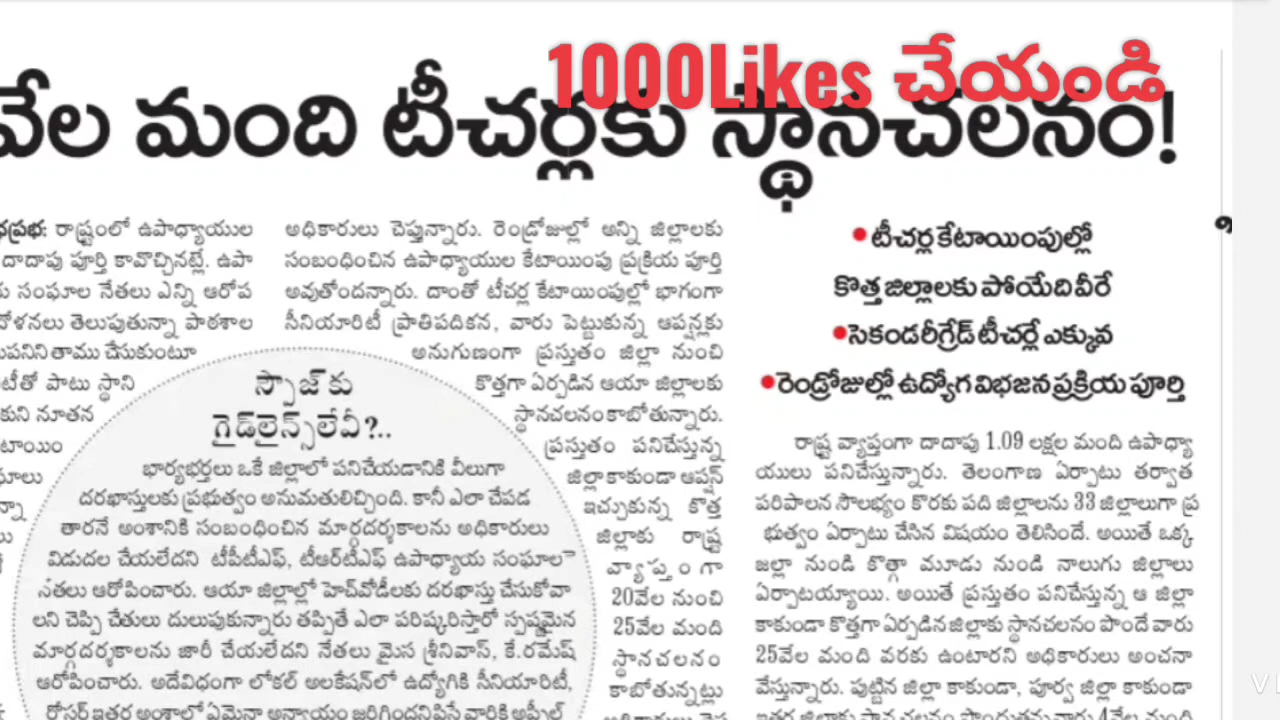 1000Likes చేయండి
వేల మంది టీచర్లకు స్థానచలనం!
రాష్ట్రంలో ఉపాధ్యాయుల
దాదాపు పూర్తి కావొచ్చినట్లే. ఉపా
సంఘాల నేతలు ఎన్ని ఆరోప
తెలుపుతున్నా పాఠశాల
తాము చేసుకుంటూ
పాటు స్థాని
నూతన
అధికారులు చెప్తున్నారు. రెండ్రోజుల్లో అన్ని జిల్లాలకు
సంబంధించిన ఉపాధ్యాయుల కేటాయింపు ప్రక్రియ పూర్తి
అవుతోందన్నారు. దాంతో టీచర్ల కేటాయింపుల్లో భాగంగా
సీనియారిటీ ప్రాతిపదికన, వారు పెట్టుకున్న ఆప్షన్లకు
అనుగుణంగా ప్రస్తుతం జిల్లా నుంచి
కొత్తగా ఏర్పడిన ఆయా జిల్లాలకు
స్థానచలనంకాబోతున్నారు.
ప్రస్తుతం పనిచేస్తున్న
జిల్లాకాకుండా ఆప్షన్
ఇచ్చుకున్న కొత్త
జిల్లాకు రాష్ట్ర
వ్యాప్తంగా
20వేల నుంచి
25వేల మంది
స్థానచలనం
కాబోతున్నట్లు
స్పౌజ్‌కు
గైడ్‌లైన్స్‌లేవీ?..
భార్యభర్తలు ఒకే జిల్లాలో పనిచేయడానికి వీలుగా
దరఖాస్తులకు ప్రభుత్వం అనుమతులిచ్చింది. కానీ ఎలా చేపడ
తారనే అంశానికి సంబంధించిన మార్గదర్శకాలను అధికారులు
విడుదల చేయలేదని టీపీటీఎఫ్, టీఆర్‌టీఎఫ్ ఉపాధ్యాయ సంఘాల
నేతలు ఆరోపించారు. ఆయా జిల్లాల్లో హెచ్‌వోడీలకు దరఖాస్తు చేసుకోవా
లని చెప్పి చేతులు దులుపుకున్నారు తప్పితే ఎలా పరిష్కరిస్తారో స్పష్టమైన
మార్గదర్శకాలను జారీ చేయలేదని నేతలు మైస శ్రీనివాస్, కే.రమేష్
ఆరోపించారు. అదేవిధంగా లోకల్ అలకేషన్‌లో ఉద్యోగికి సీనియారిటీ,
• టీచర్ల కేటాయింపుల్లో
కొత్త జిల్లాలకు పోయేది వీరే
• సెకండరీగ్రేడ్ టీచర్లే ఎక్కువ
• రెండ్రోజుల్లో ఉద్యోగ విభజన ప్రక్రియ పూర్తి
రాష్ట్ర వ్యాప్తంగా దాదాపు 1.09 లక్షల మంది ఉపాధ్యా
యులు పనిచేస్తున్నారు. తెలంగాణ ఏర్పాటు తర్వాత
పరిపాలన సౌలభ్యం కొరకు పది జిల్లాలను 33 జిల్లాలుగా ప్ర
భుత్వం ఏర్పాటు చేసిన విషయం తెలిసిందే. అయితే ఒక్క
జల్లా నుండి కొత్తగా మూడు నుండి నాలుగు జిల్లాలు
ఏర్పాటయ్యాయి. అయితే ప్రస్తుతం పనిచేస్తున్న ఆ జిల్లా
కాకుండా కొత్తగా ఏర్పడిన జిల్లాకు స్థానచలనం పొందే వారు
25వేల మంది వరకు ఉంటారని అధికారులు అంచనా
వేస్తున్నారు. పుట్టిన జిల్లా కాకుండా, పూర్వ జిల్లా కాకుండా